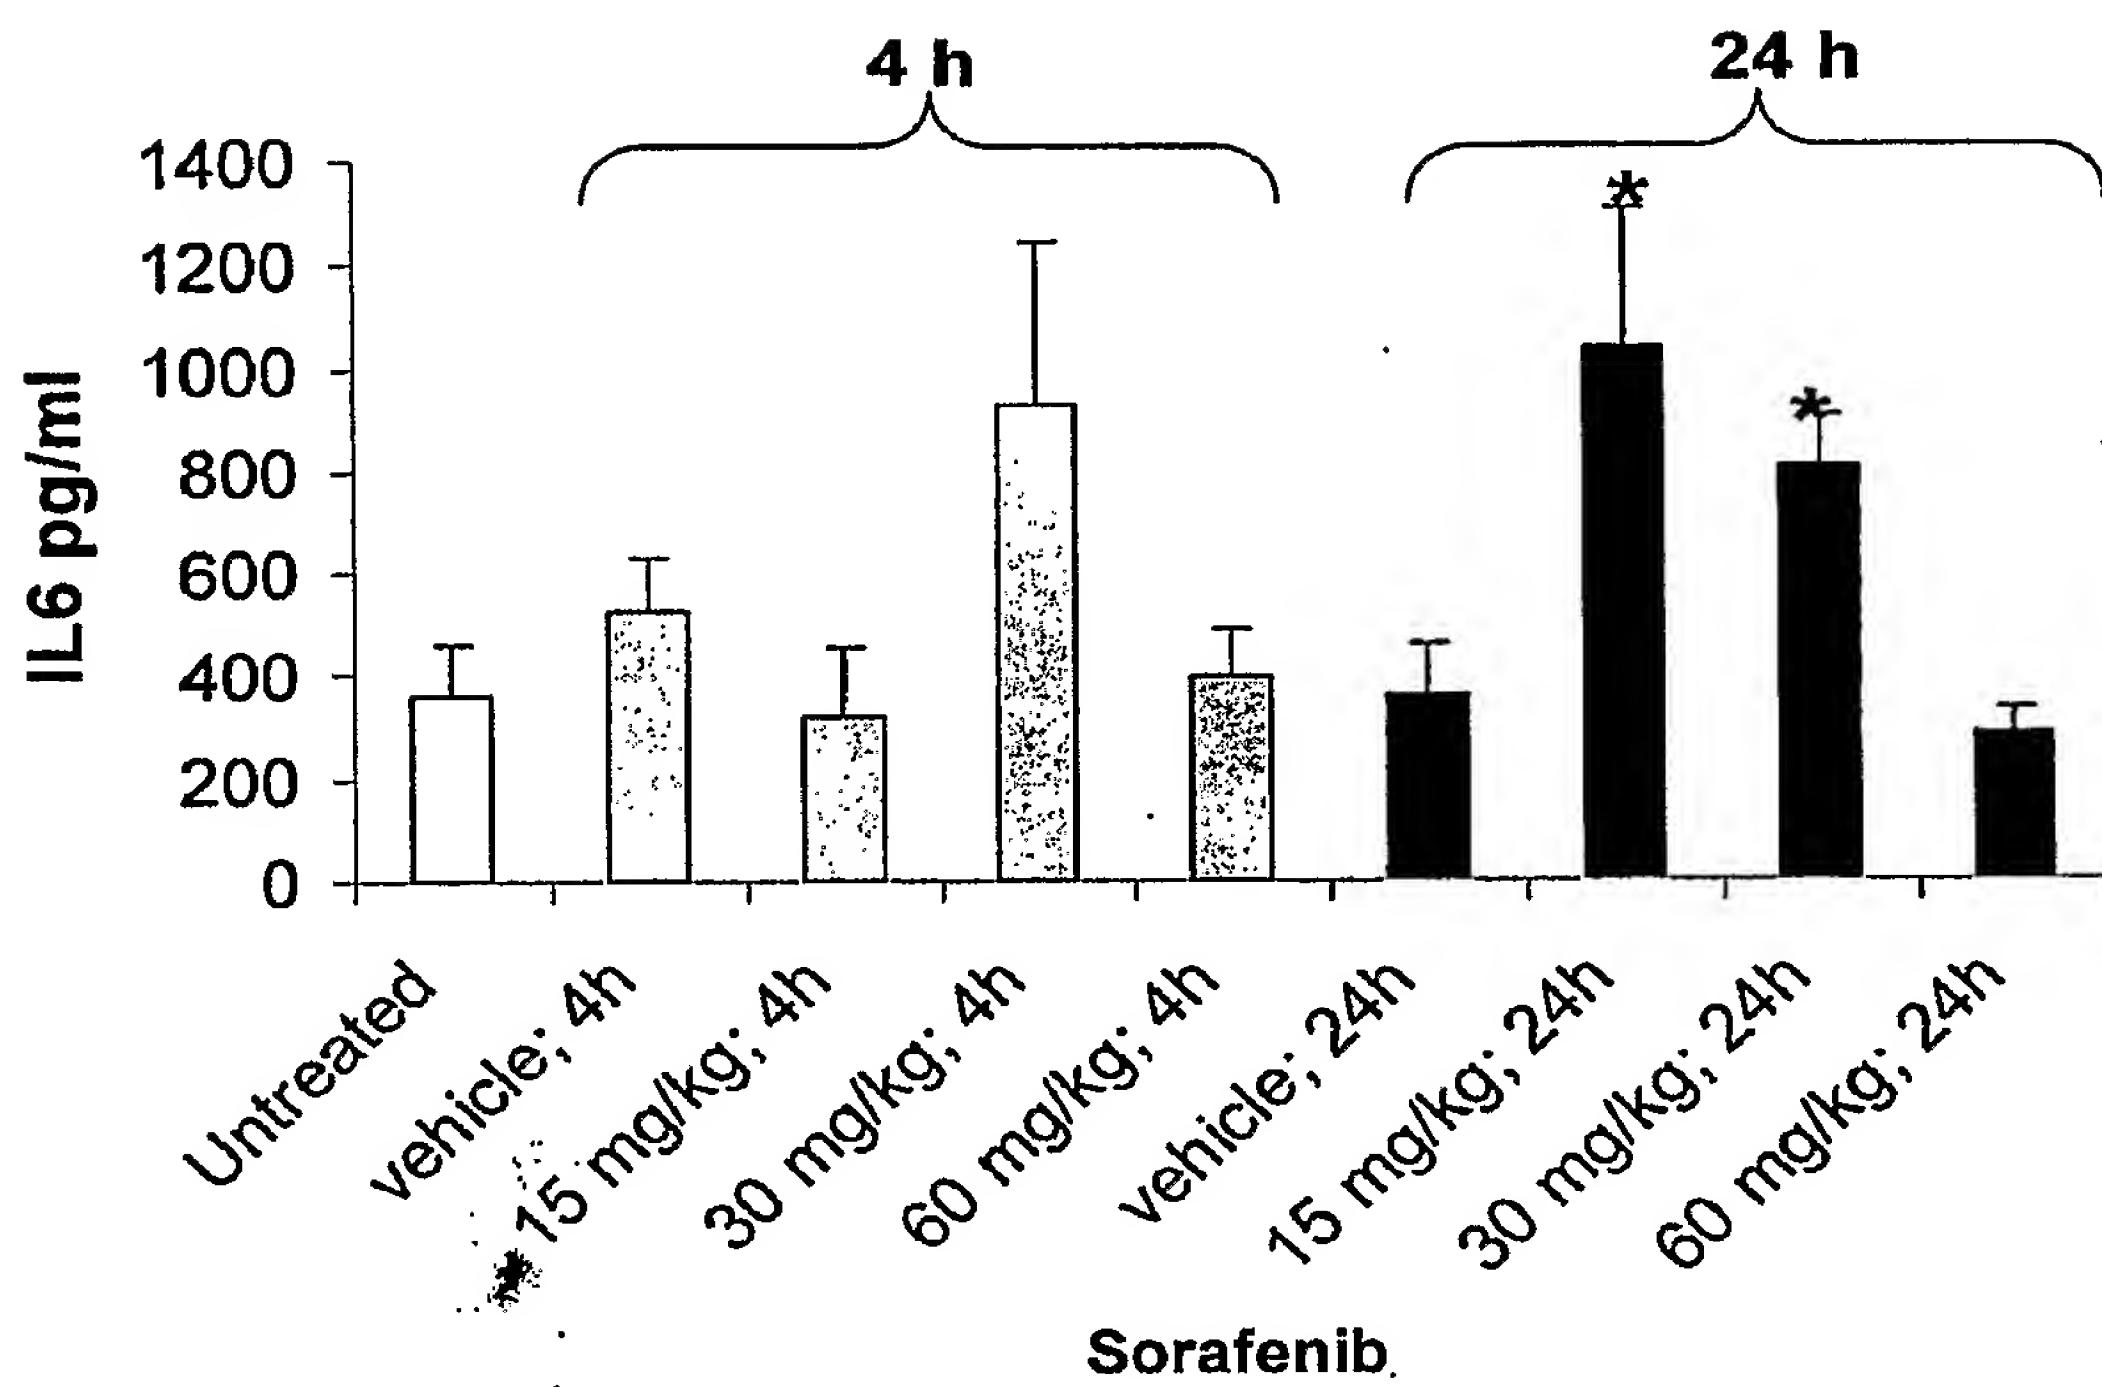 4 h
24 h
1400
1200
1000
800
600
400
200
0
IL6 pg/ml
*
*
Untreated
vehicle; 4h
15 mg/kg; 4h
30 mg/kg; 4h
60 mg/kg; 4h
vehicle; 24h
15 mg/kg; 24h
30 mg/kg; 24h
60 mg/kg; 24h
Sorafenib